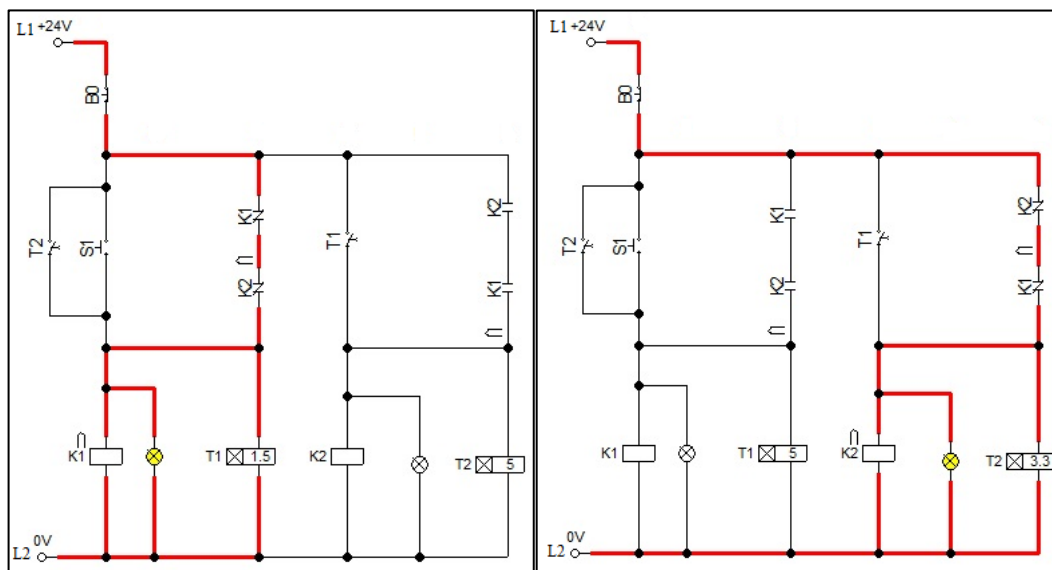 L1 +24V
B0
T2
S1
K1
K2
T1
K2
K1
K1
T1 1.5
K2
T2 5
L2 0V
L1 +24V
B0
T2
S1
K1
K2
T1
K2
K1
K1
T1 5
K2
T2 3.3
L2 0V